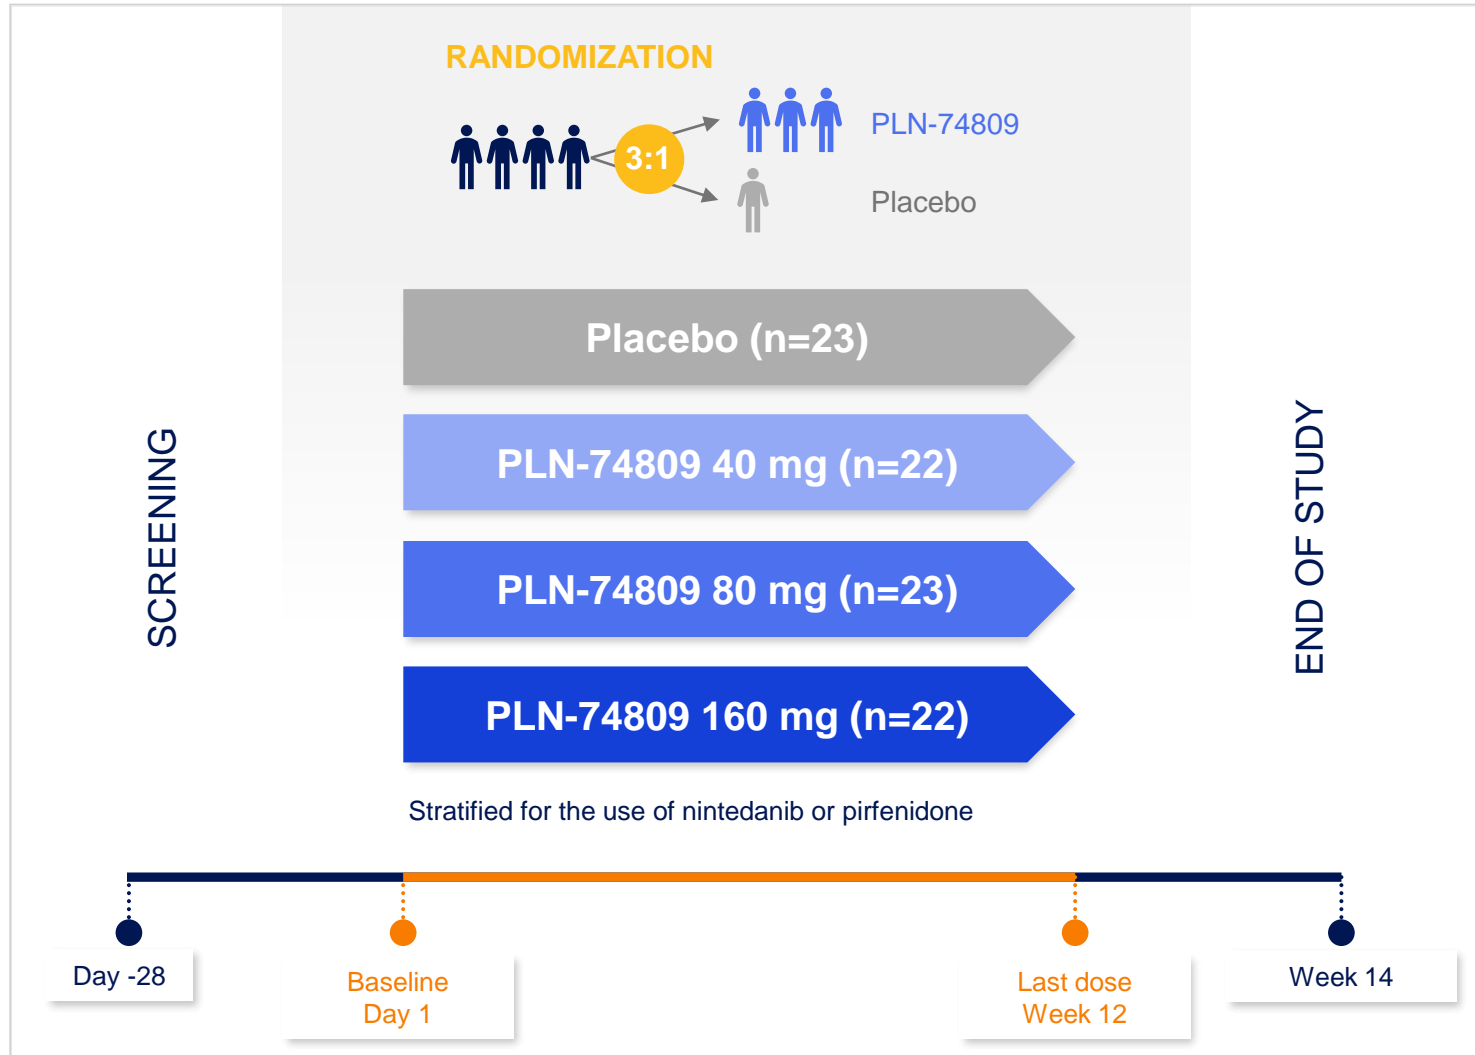 RANDOMIZATION
3:1
PLN-74809
Placebo
Placebo (n=23)
PLN-74809 40 mg (n=22)
PLN-74809 80 mg (n=23)
PLN-74809 160 mg (n=22)
SCREENING
END OF STUDY
Stratified for the use of nintedanib or pirfenidone
Day -28
Baseline
Day 1
Last dose
Week 12
Week 14